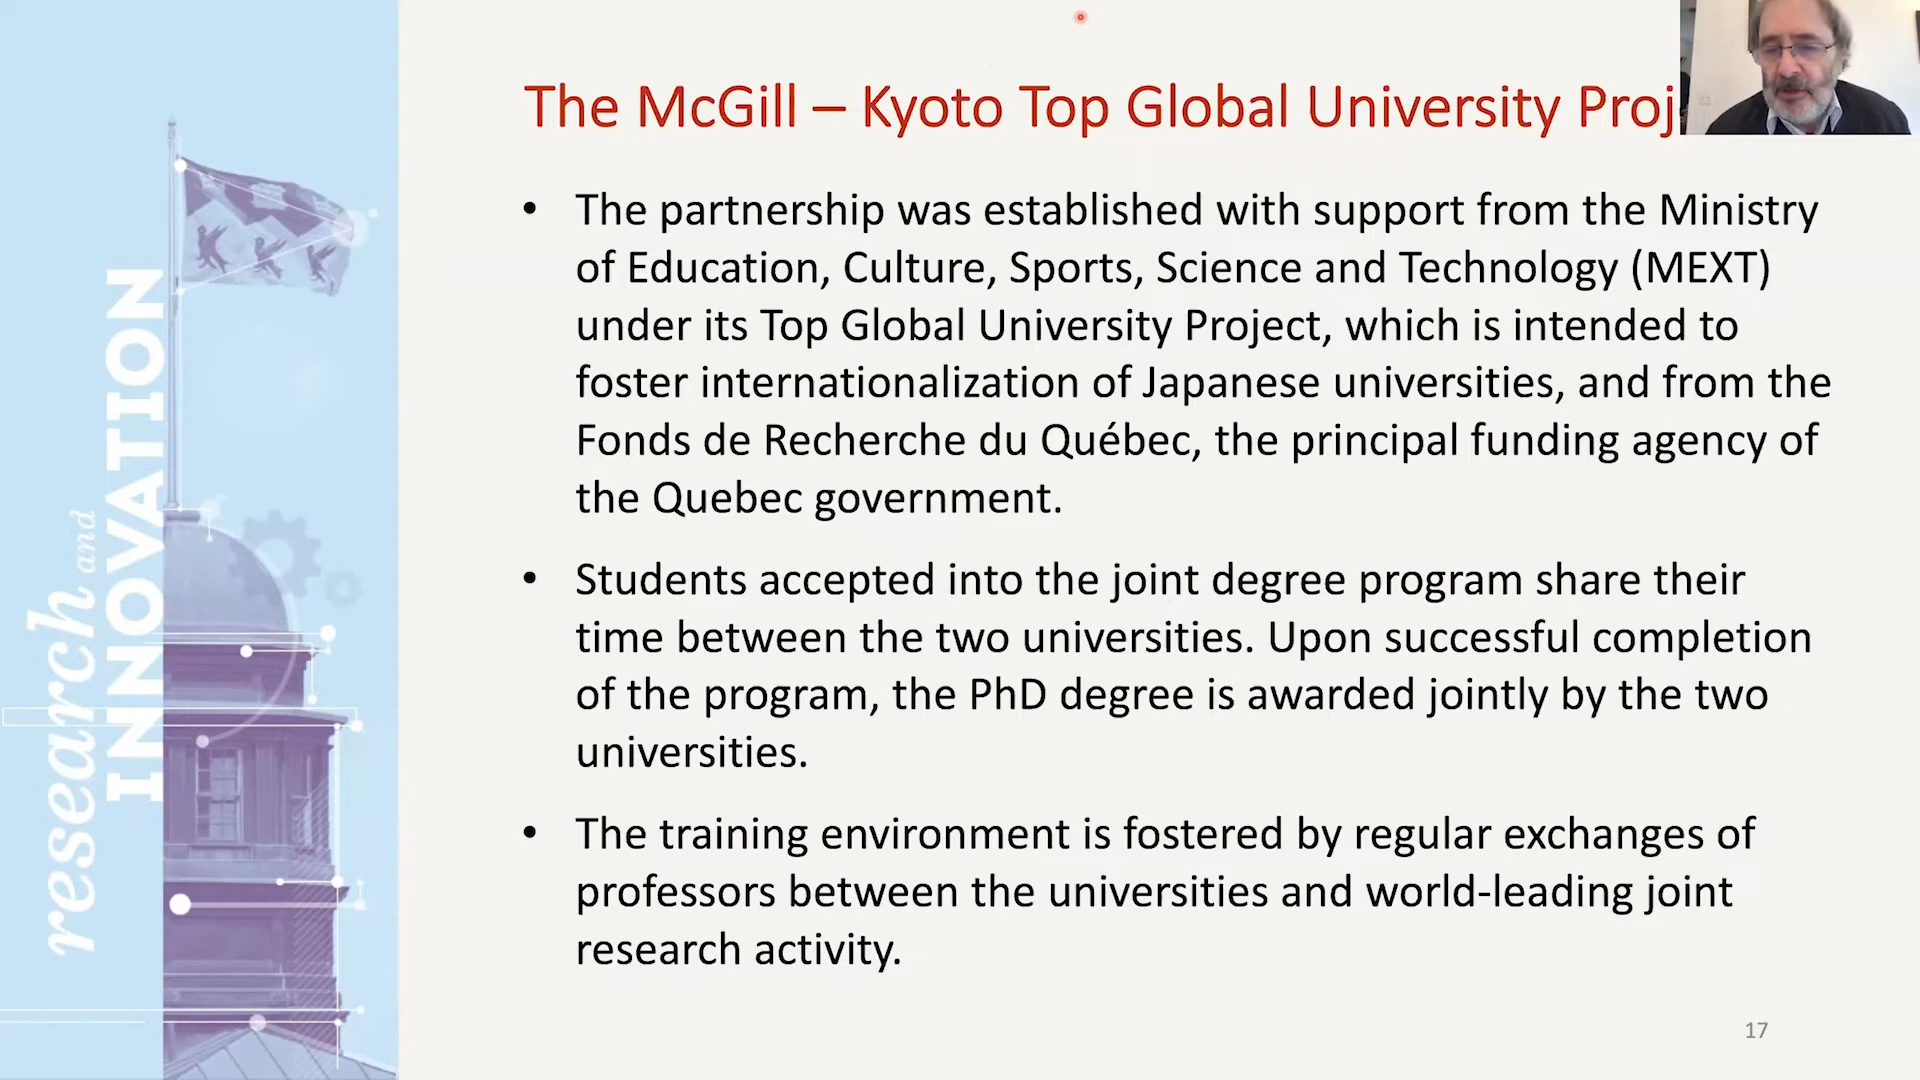 The McGill – Kyoto Top Global University Proj
• The partnership was established with support from the Ministry
of Education, Culture, Sports, Science and Technology (MEXT)
under its Top Global University Project, which is intended to
foster internationalization of Japanese universities, and from the
Fonds de Recherche du Québec, the principal funding agency of
the Quebec government.
• Students accepted into the joint degree program share their
time between the two universities. Upon successful completion
of the program, the PhD degree is awarded jointly by the two
universities.
• The training environment is fostered by regular exchanges of
professors between the universities and world-leading joint
research activity.
research and
INNOVATION
17